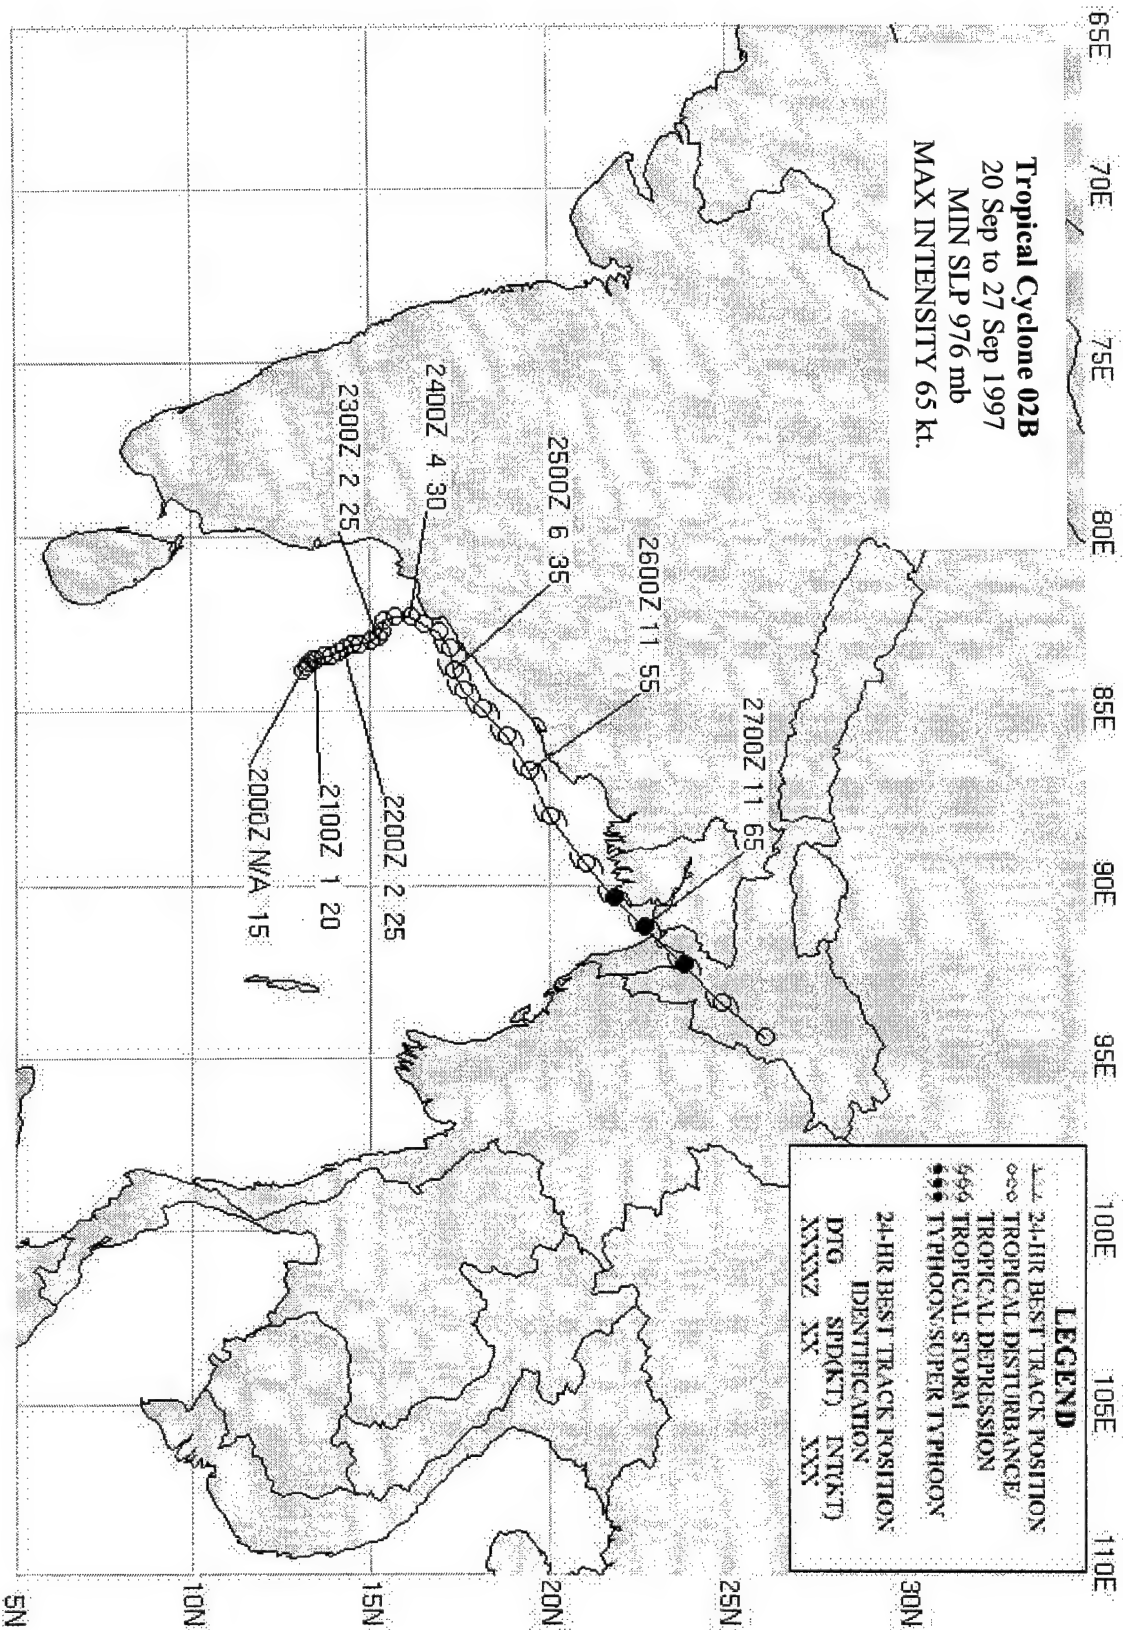 Tropical Cyclone 02B
20 Sep to 27 Sep 1997
MIN SLP 976 mb
MAX INTENSITY 65 kt.
LEGEND
24-HR BEST TRACK POSITION
TROPICAL DISTURBANCE/
TROPICAL DEPRESSION
TROPICAL STORM
TYPHOON/SUPER TYPHOON
24-HR BEST TRACK POSITION
IDENTIFICATION
DTG SPD(KT) INT(KT)
XXXXZ XX XXX
65E
70E
75E
80E
85E
90E
95E
100E
105E
110E
30N
25N
20N
15N
10N
5N
2700Z 11 65
2600Z 11 55
2500Z 6 35
2400Z 4 30
2300Z 2 25
2200Z 2 25
2100Z 1 20
2000Z N/A 15